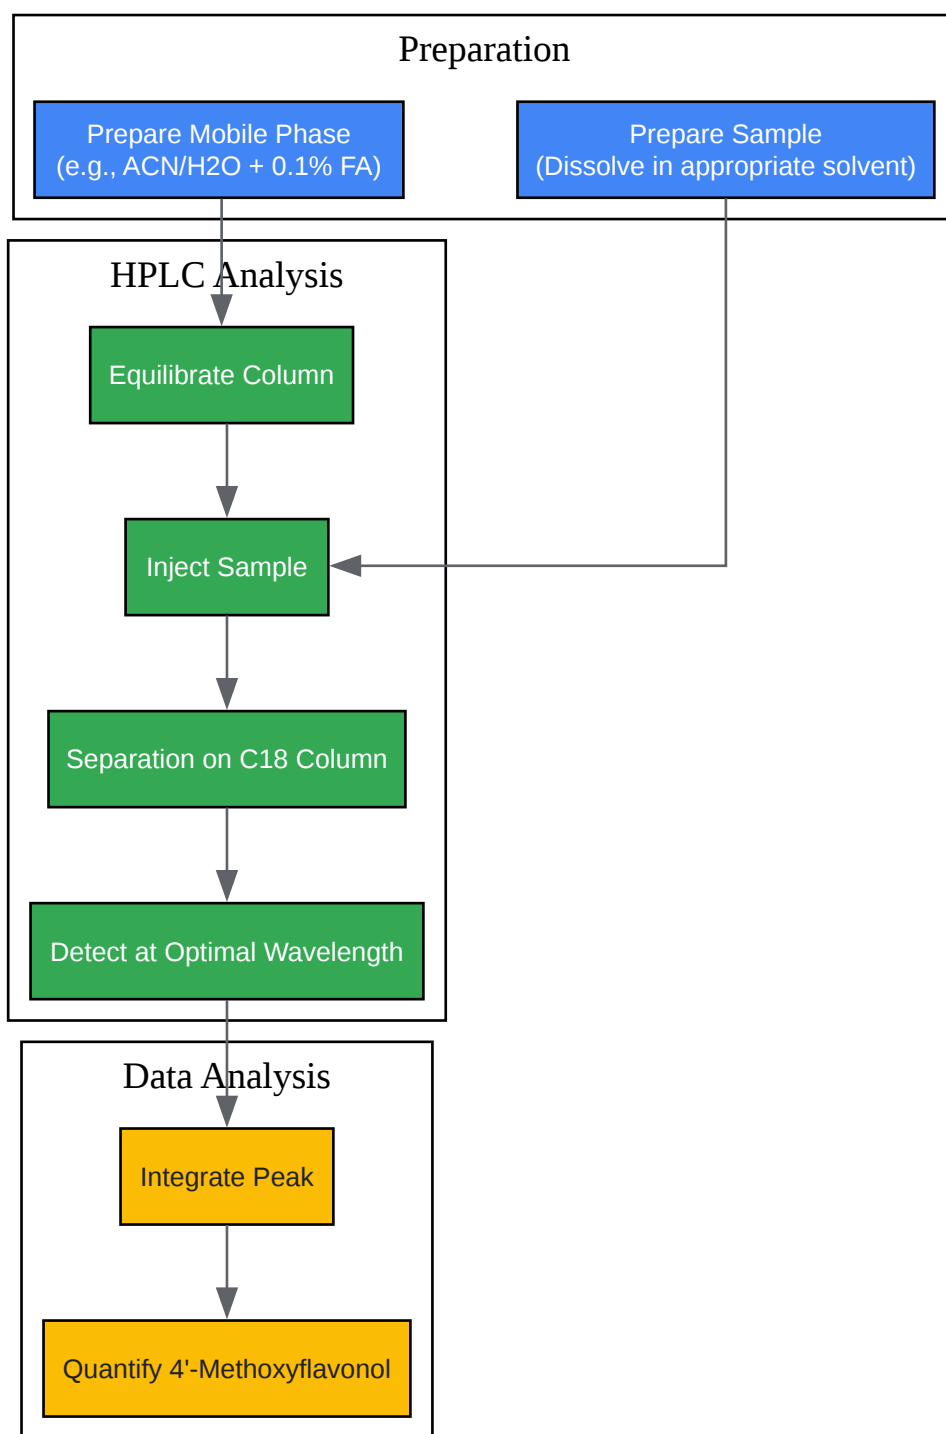 Preparation
Prepare Mobile Phase
(e.g., ACN/H2O + 0.1% FA)
Prepare Sample
(Dissolve in appropriate solvent)
HPLC Analysis
Equilibrate Column
Inject Sample
Separation on C18 Column
Detect at Optimal Wavelength
Data Analysis
Integrate Peak
Quantify 4'-Methoxyflavonol